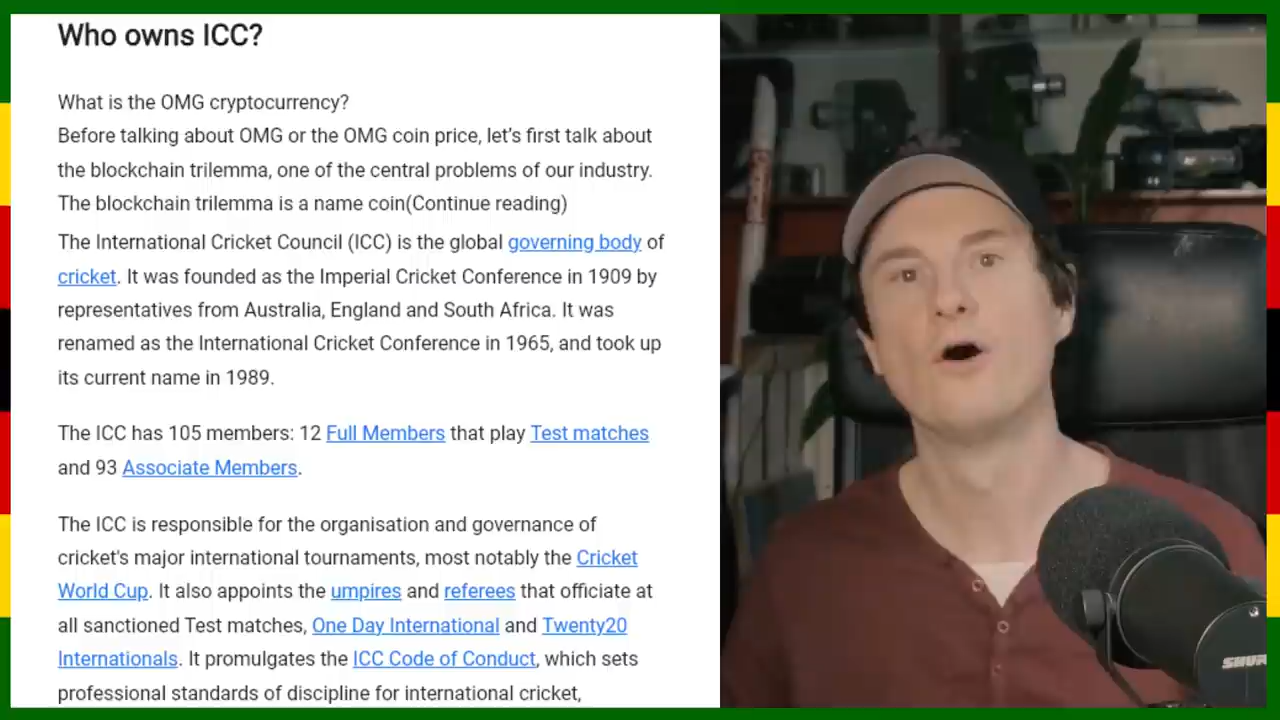 Who owns ICC?
What is the OMG cryptocurrency?
Before talking about OMG or the OMG coin price, let's first talk about
the blockchain trilemma, one of the central problems of our industry.
The blockchain trilemma is a name coin(Continue reading)
The International Cricket Council (ICC) is the global governing body of
cricket. It was founded as the Imperial Cricket Conference in 1909 by
representatives from Australia, England and South Africa. It was
renamed as the International Cricket Conference in 1965, and took up
its current name in 1989.
The ICC has 105 members: 12 Full Members that play Test matches
and 93 Associate Members.
The ICC is responsible for the organisation and governance of
cricket's major international tournaments, most notably the Cricket
World Cup. It also appoints the umpires and referees that officiate at
all sanctioned Test matches, One Day International and Twenty20
Internationals. It promulgates the ICC Code of Conduct, which sets
professional standards of discipline for international cricket,
SHUR